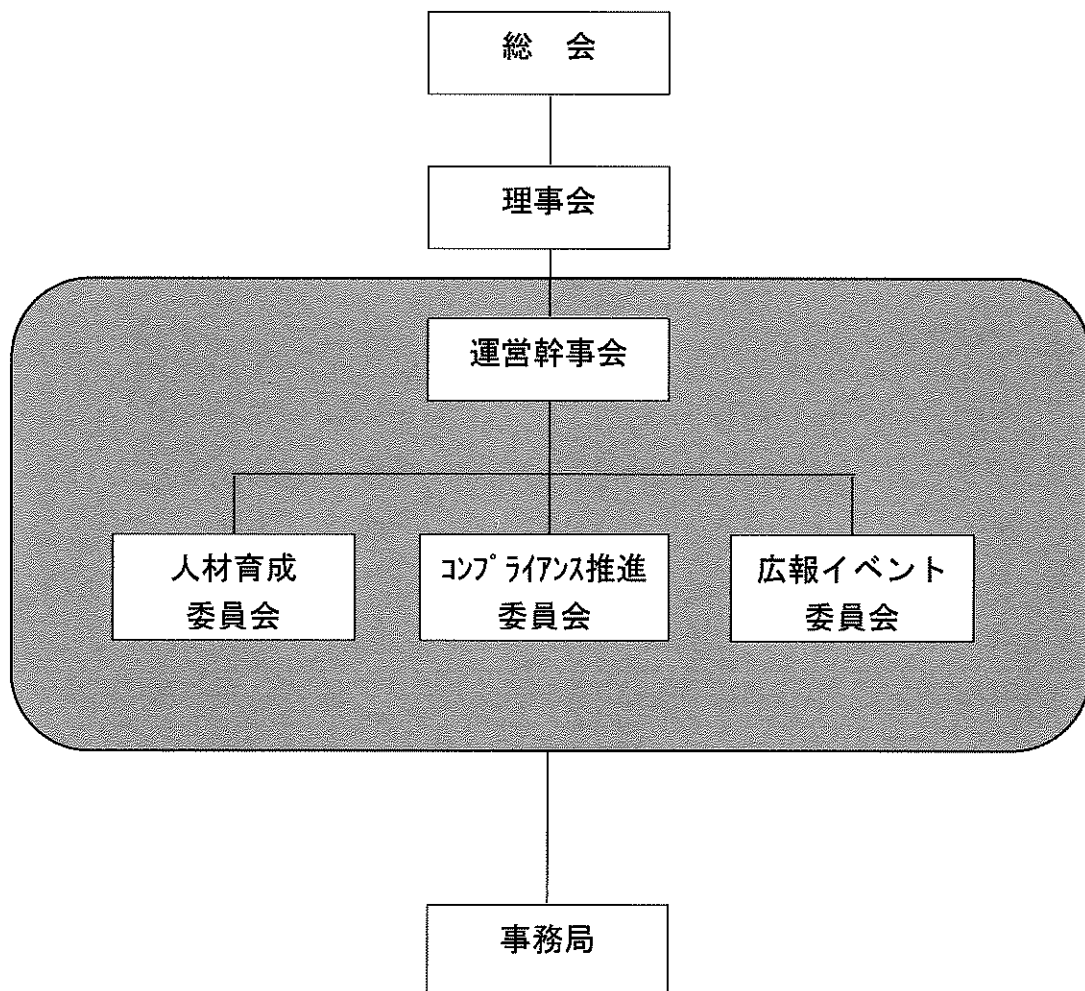 総　会
理事会
運営幹事会
人材育成
委員会
ｺﾝﾌﾟﾗｲｱﾝｽ推進
委員会
広報イベント
委員会
事務局